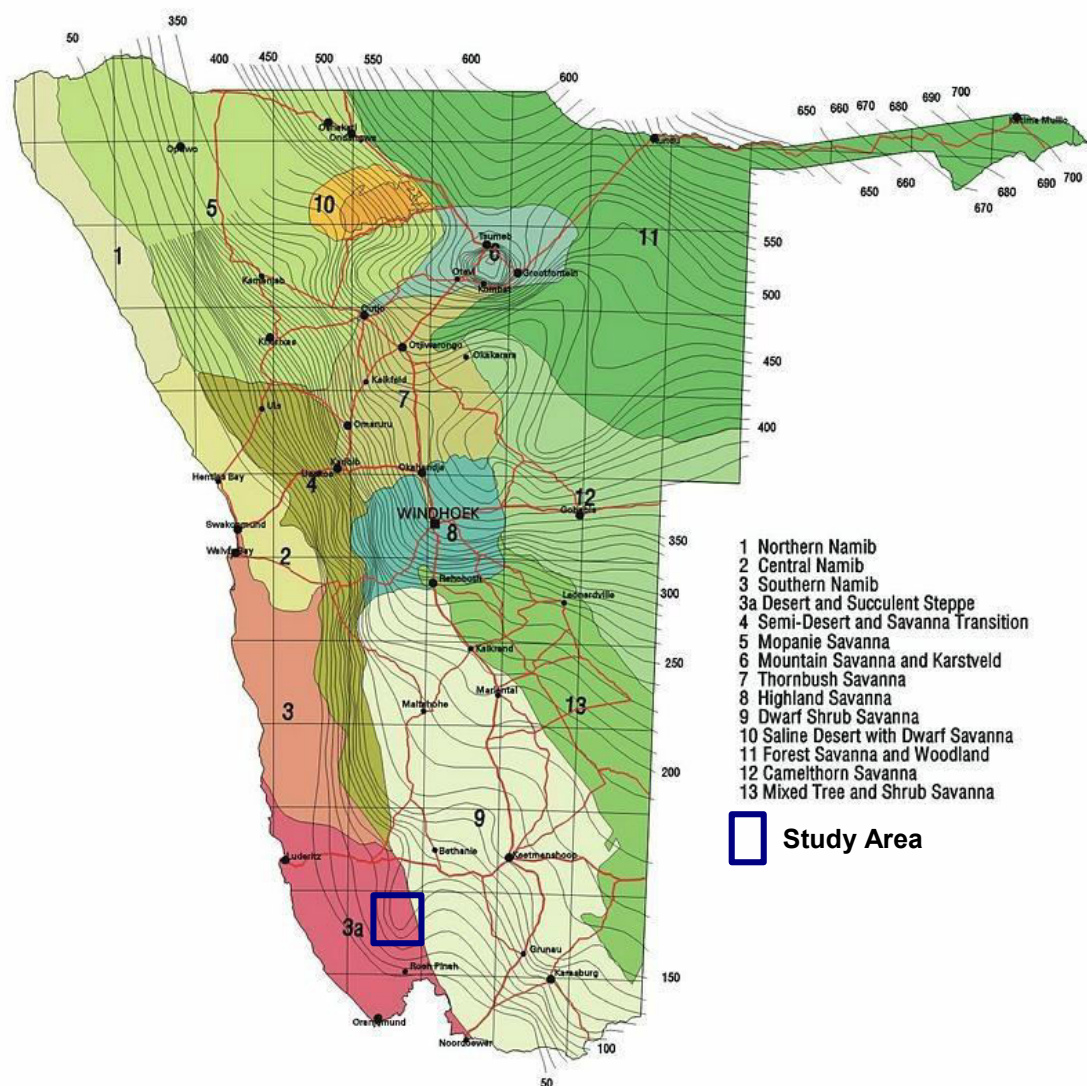 350
50
400
450
500
550
600
600
650
660
670
680
690
700
Opuwo
Oshakati
Ondangwa
Rundu
Katima Mulilo
650
660
670
680
690
700
5
10
11
1
Tsumeb
6
550
Kamanjab
Otavi
Grootfontein
Kombat
500
Outjo
Khorixas
Otjiwarongo
Okakarara
450
Kalkfeld
7
Uis
Omaruru
400
Karibib
Okahandja
Henties Bay
Usakos
4
12
Gobabis
WINDHOEK
Swakopmund
8
350
Walvis Bay
2
Rehoboth
300
Leonardville
Kalkrand
250
Mariental
Maltahohe
3
13
200
9
Luderitz
Bethanie
Keetmanshoop
3a
Grunau
Rosh Pinah
Karasburg
150
Oranjemund
Noordoewer
100
50
1 Northern Namib
2 Central Namib
3 Southern Namib
3a Desert and Succulent Steppe
4 Semi-Desert and Savanna Transition
5 Mopanie Savanna
6 Mountain Savanna and Karstveld
7 Thornbush Savanna
8 Highland Savanna
9 Dwarf Shrub Savanna
10 Saline Desert with Dwarf Savanna
11 Forest Savanna and Woodland
12 Camelthorn Savanna
13 Mixed Tree and Shrub Savanna
Study Area